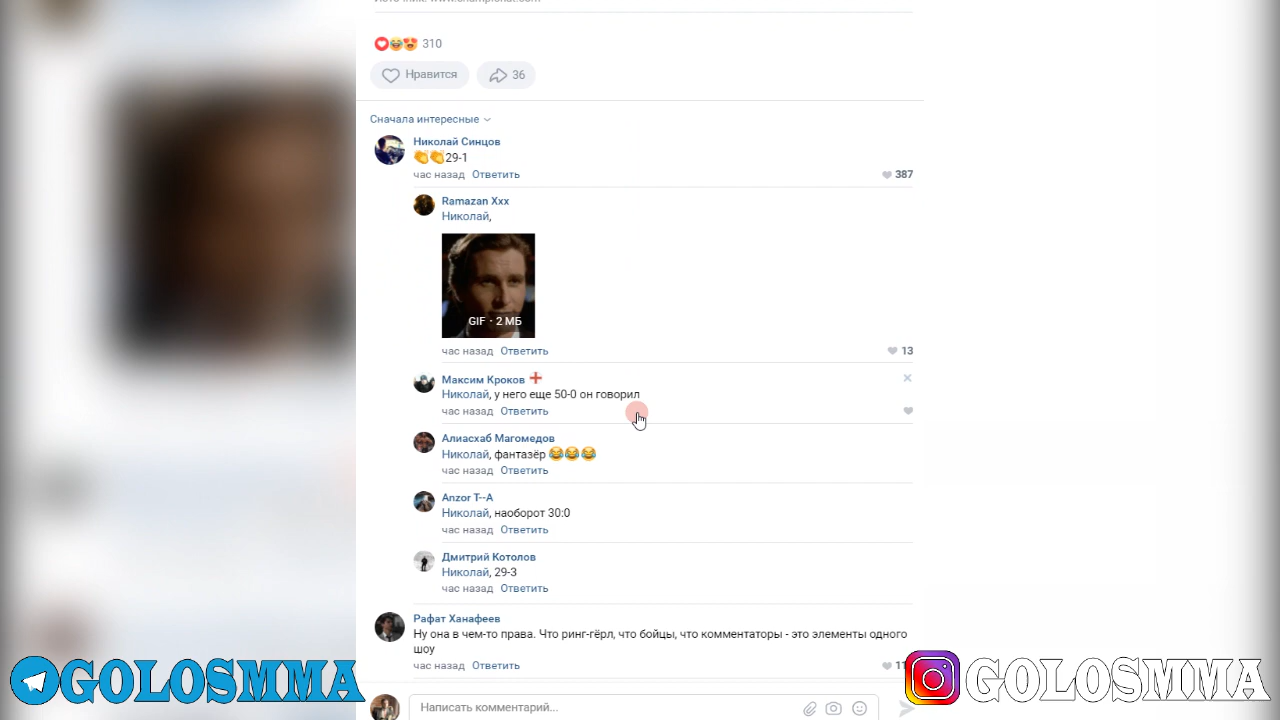 310
Нравится
36
Сначала интересные
Николай Синцов
👏👏29-1
час назад Ответить
387
Ramazan Xxx
Николай,
GIF · 2 МБ
час назад Ответить
13
Максим Кроков
Николай, у него еще 50-0 он говорил
час назад Ответить
Алиасхаб Магомедов
Николай, фантазёр 😂😂😂
час назад Ответить
Anzor T--A
Николай, наоборот 30:0
час назад Ответить
Дмитрий Котолов
Николай, 29-3
час назад Ответить
Рафат Ханафеев
Ну она в чем-то права. Что ринг-гёрл, что бойцы, что комментаторы - это элементы одного
шоу
час назад Ответить
GOLOSMMA
GOLOSMMA
Написать комментарий...